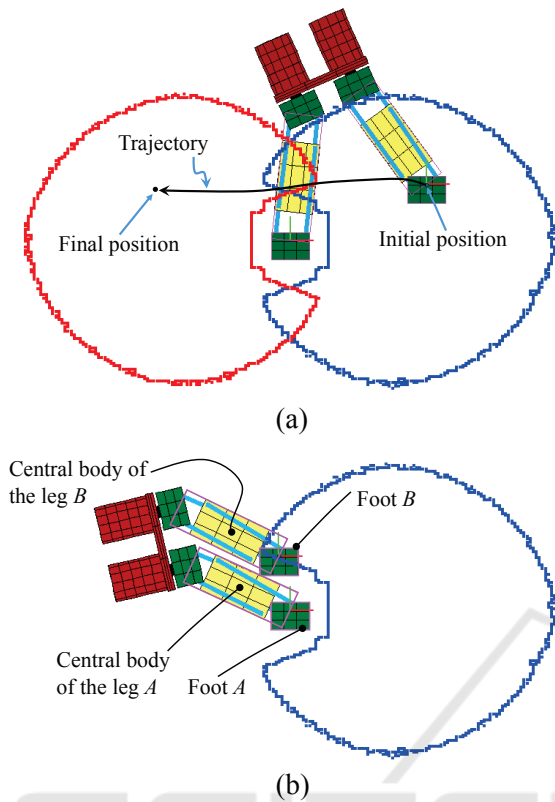 Trajectory
Final position
Initial position
(a)
Central body of
the leg B
Foot B
Central body
of the leg A
Foot A
(b)